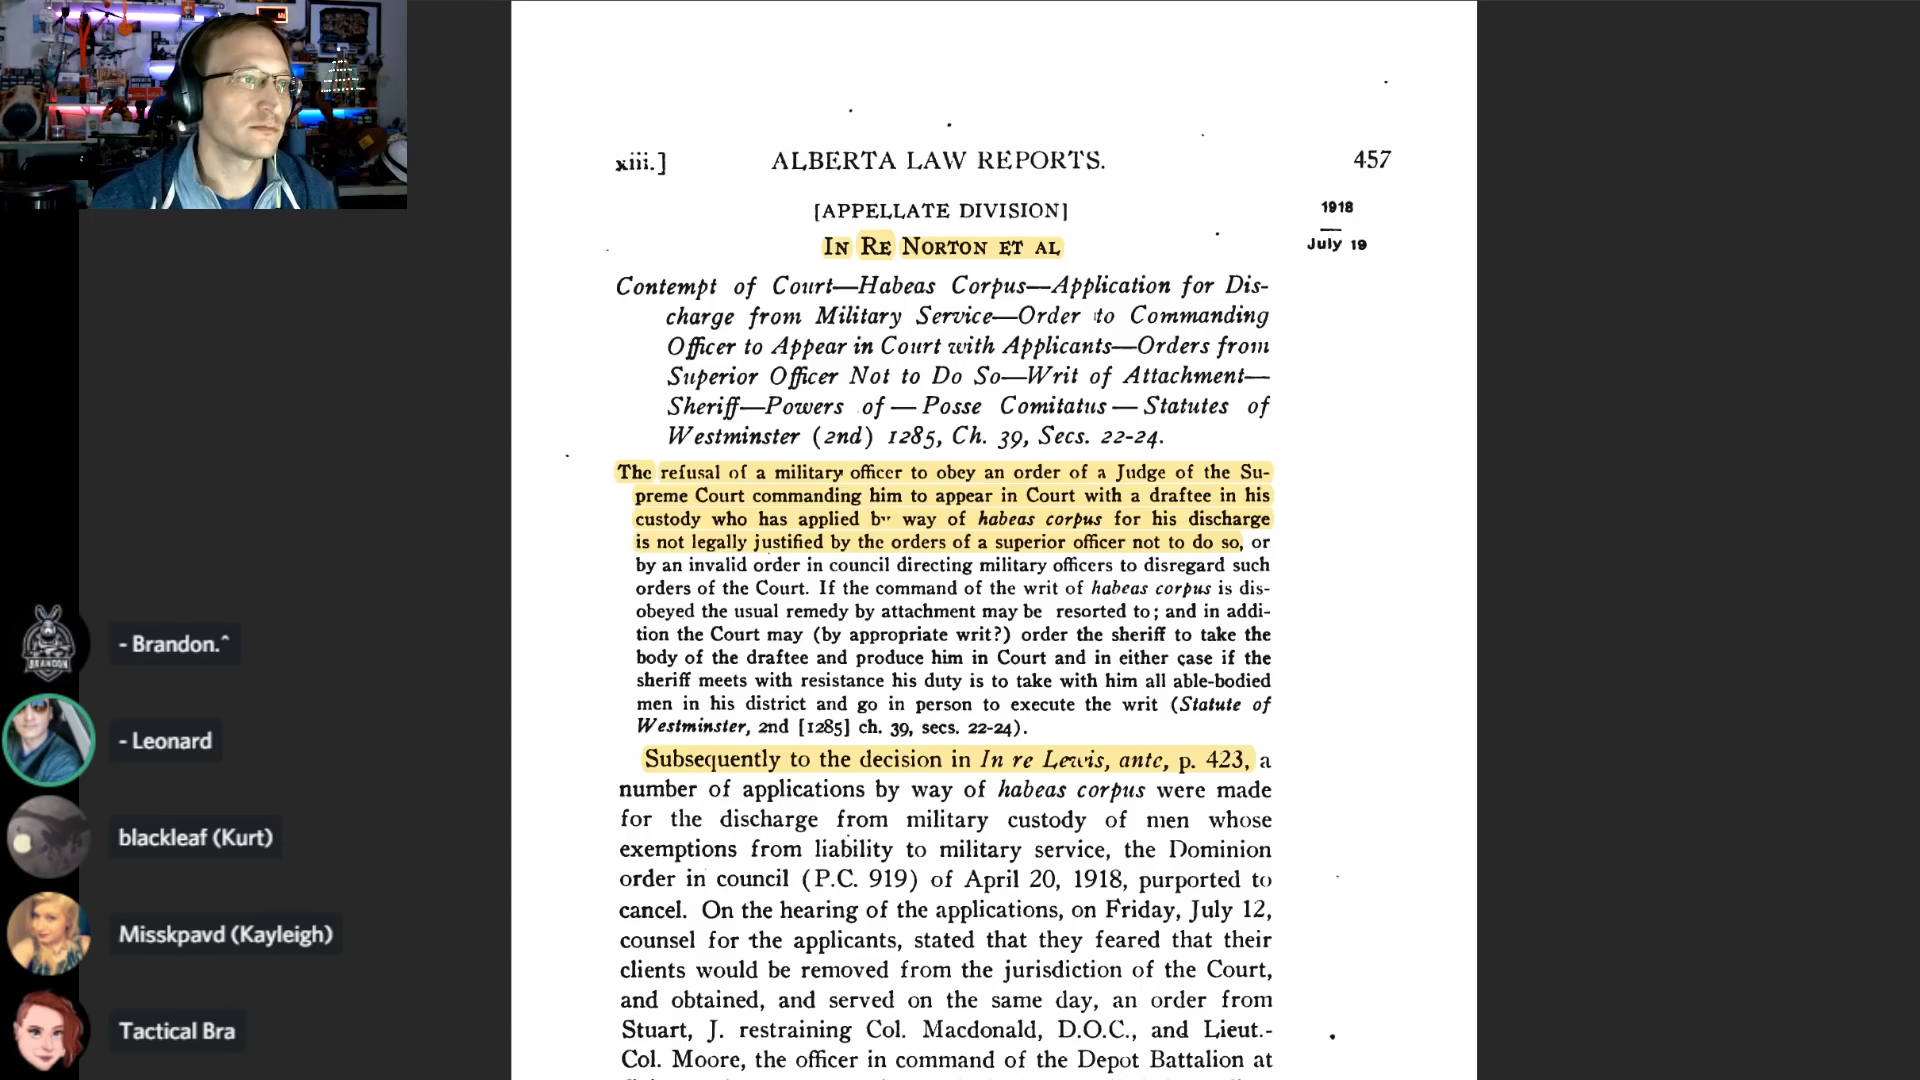 xiii.] ALBERTA LAW REPORTS. 457
[APPELLATE DIVISION]
1918
IN RE NORTON ET AL
July 19
Contempt of Court—Habeas Corpus—Application for Dis-
charge from Military Service—Order to Commanding
Officer to Appear in Court with Applicants—Orders from
Superior Officer Not to Do So—Writ of Attachment—
Sheriff—Powers of — Posse Comitatus — Statutes of
Westminster (2nd) 1285, Ch. 39, Secs. 22-24.
The refusal of a military officer to obey an order of a Judge of the Su-
preme Court commanding him to appear in Court with a draftee in his
custody who has applied by way of habeas corpus for his discharge
is not legally justified by the orders of a superior officer not to do so, or
by an invalid order in council directing military officers to disregard such
orders of the Court. If the command of the writ of habeas corpus is dis-
obeyed the usual remedy by attachment may be resorted to; and in addi-
tion the Court may (by appropriate writ?) order the sheriff to take the
body of the draftee and produce him in Court and in either case if the
sheriff meets with resistance his duty is to take with him all able-bodied
men in his district and go in person to execute the writ (Statute of
Westminster, 2nd [1285] ch. 39, secs. 22-24).
Subsequently to the decision in In re Lewis, ante, p. 423, a
number of applications by way of habeas corpus were made
for the discharge from military custody of men whose
exemptions from liability to military service, the Dominion
order in council (P.C. 919) of April 20, 1918, purported to
cancel. On the hearing of the applications, on Friday, July 12,
counsel for the applicants, stated that they feared that their
clients would be removed from the jurisdiction of the Court,
and obtained, and served on the same day, an order from
Stuart, J. restraining Col. Macdonald, D.O.C., and Lieut.-
Col. Moore, the officer in command of the Depot Battalion at
BRANDON
- Brandon.^
- Leonard
blackleaf (Kurt)
Misskpavd (Kayleigh)
Tactical Bra